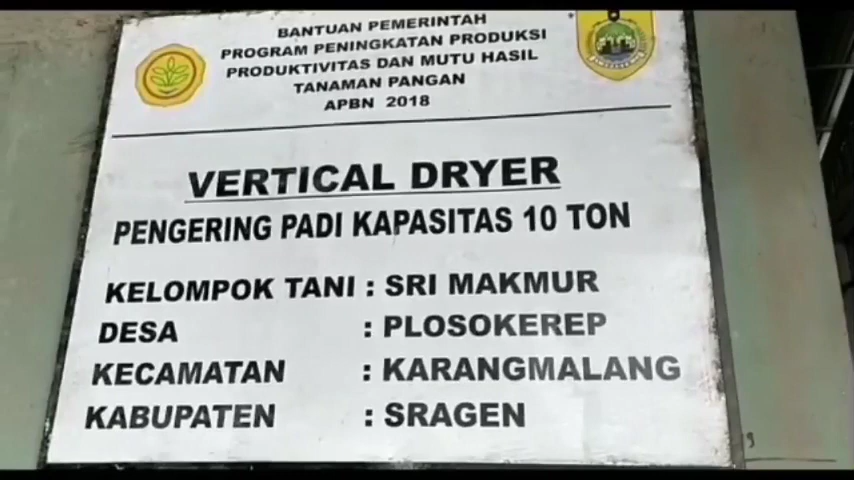 BANTUAN PEMERINTAH
PROGRAM PENINGKATAN PRODUKSI
PRODUKTIVITAS DAN MUTU HASIL
TANAMAN PANGAN
APBN 2018
VERTICAL DRYER
PENGERING PADI KAPASITAS 10 TON
KELOMPOK TANI : SRI MAKMUR
DESA : PLOSOKEREP
KECAMATAN : KARANGMALANG
KABUPATEN : SRAGEN